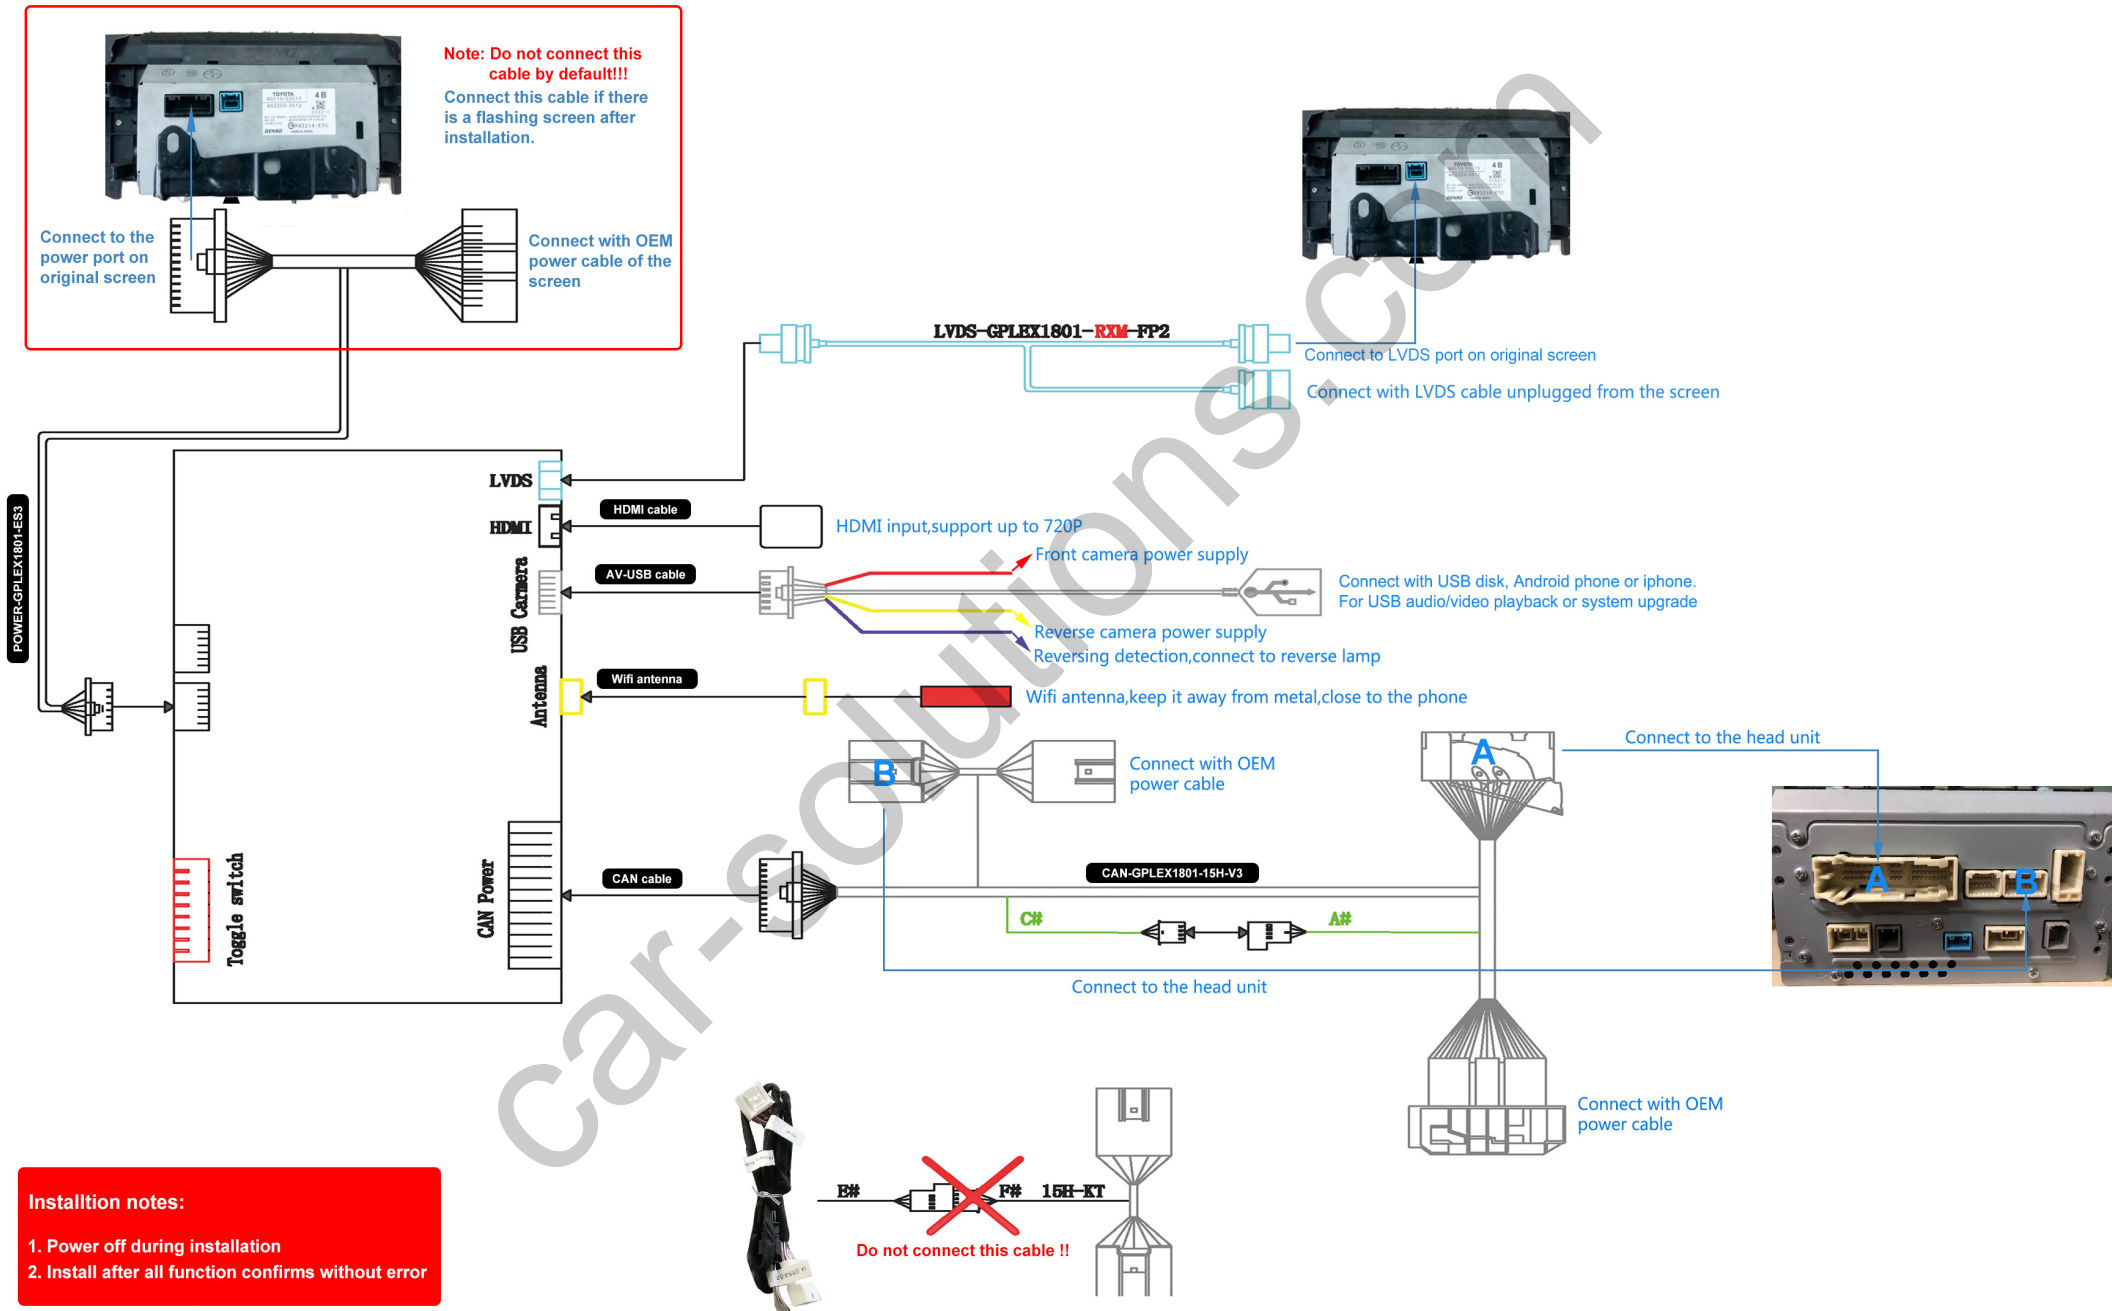 Note: Do not connect this
cable by default!!!
Connect this cable if there
is a flashing screen after
installation.
TOYOTA
4 B
DENSO
Connect to the
power port on
original screen
Connect with OEM
power cable of the
screen
TOYOTA
4 B
DENSO
LVDS-GPLEX1801-RXM-FP2
Connect to LVDS port on original screen
Connect with LVDS cable unplugged from the screen
POWER-GPLEX1801-ES3
LVDS
HDMI
HDMI cable
HDMI input,support up to 720P
USB Carmera
AV-USB cable
Front camera power supply
Connect with USB disk, Android phone or iphone.
For USB audio/video playback or system upgrade
Reverse camera power supply
Reversing detection,connect to reverse lamp
Antenna
Wifi antenna
Wifi antenna,keep it away from metal,close to the phone
B
Connect with OEM
power cable
A
Connect to the head unit
Toggle switch
CAN Power
CAN cable
CAN-GPLEX1801-15H-V3
C#
A#
A
B
Connect to the head unit
Connect with OEM
power cable
E#
F#
15H-KT
Do not connect this cable !!
Installtion notes:
1. Power off during installation
2. Install after all function confirms without error
car-solutions.com